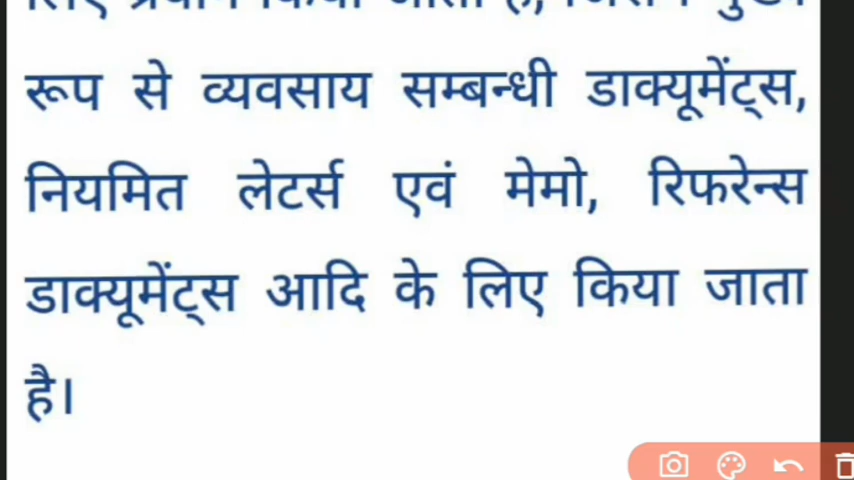 रूप से व्यवसाय सम्बन्धी डाक्यूमेंट्स,
नियमित लेटर्स एवं मेमो, रिफरेन्स
डाक्यूमेंट्स आदि के लिए किया जाता
है।